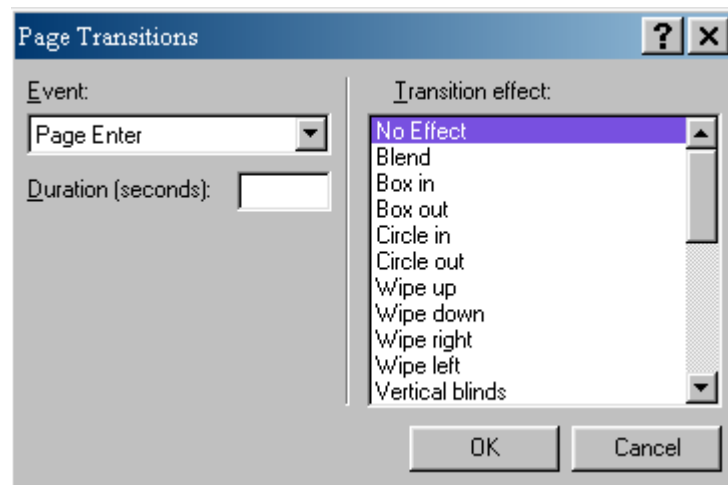 Page Transitions
Event:
Page Enter
Duration (seconds):
Transition effect:
No Effect
Blend
Box in
Box out
Circle in
Circle out
Wipe up
Wipe down
Wipe right
Wipe left
Vertical blinds
OK
Cancel